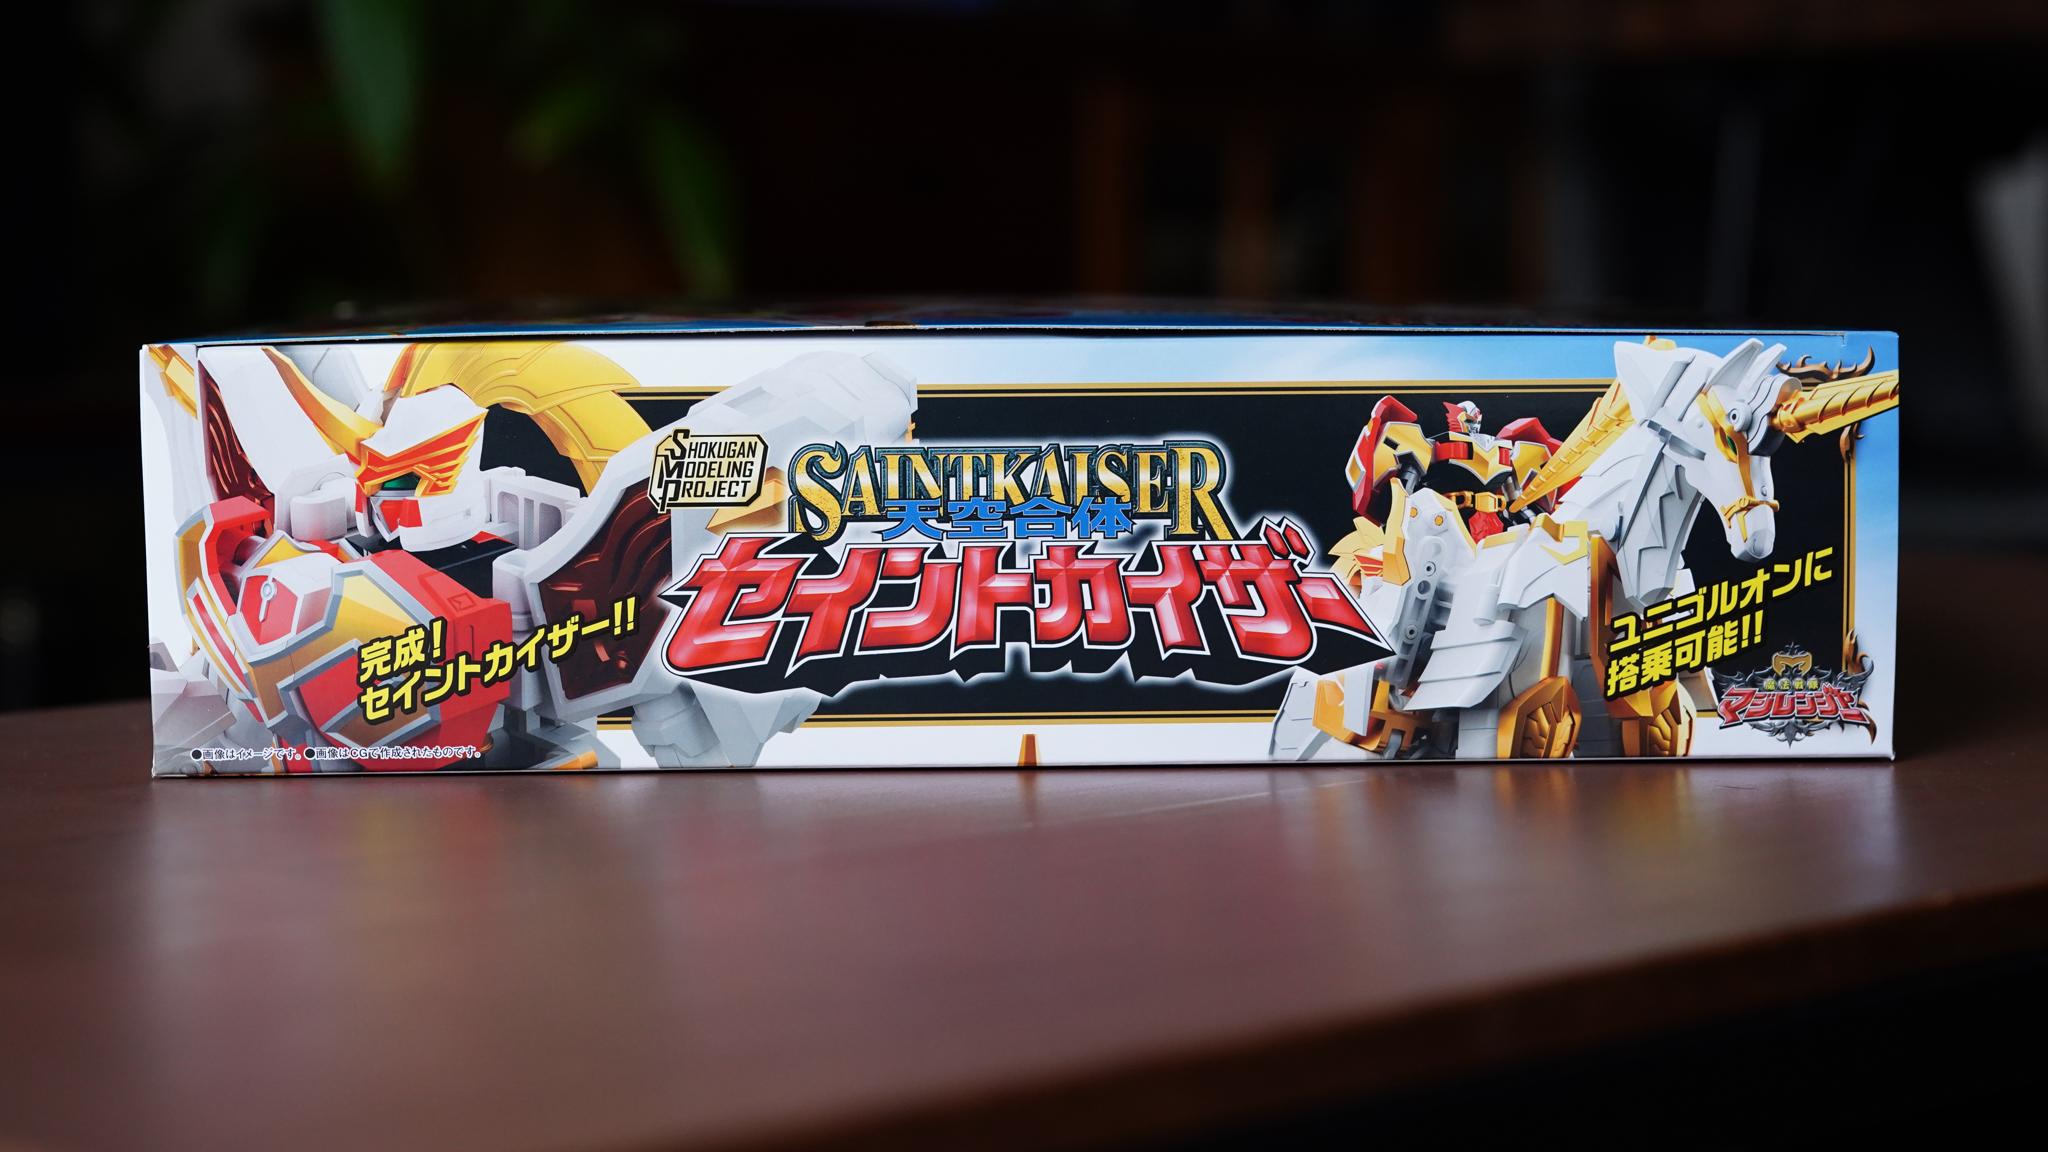 SHOKUGAN
MODELING
PROJECT
SAINTKAISER
天空合体
セイントカイザー
完成!
セイントカイザー!!
ユニゴルオンに
搭乗可能!!
魔法戦隊
マジレンジャー
●画像はイメージです。●画像はCGで作成されたものです。